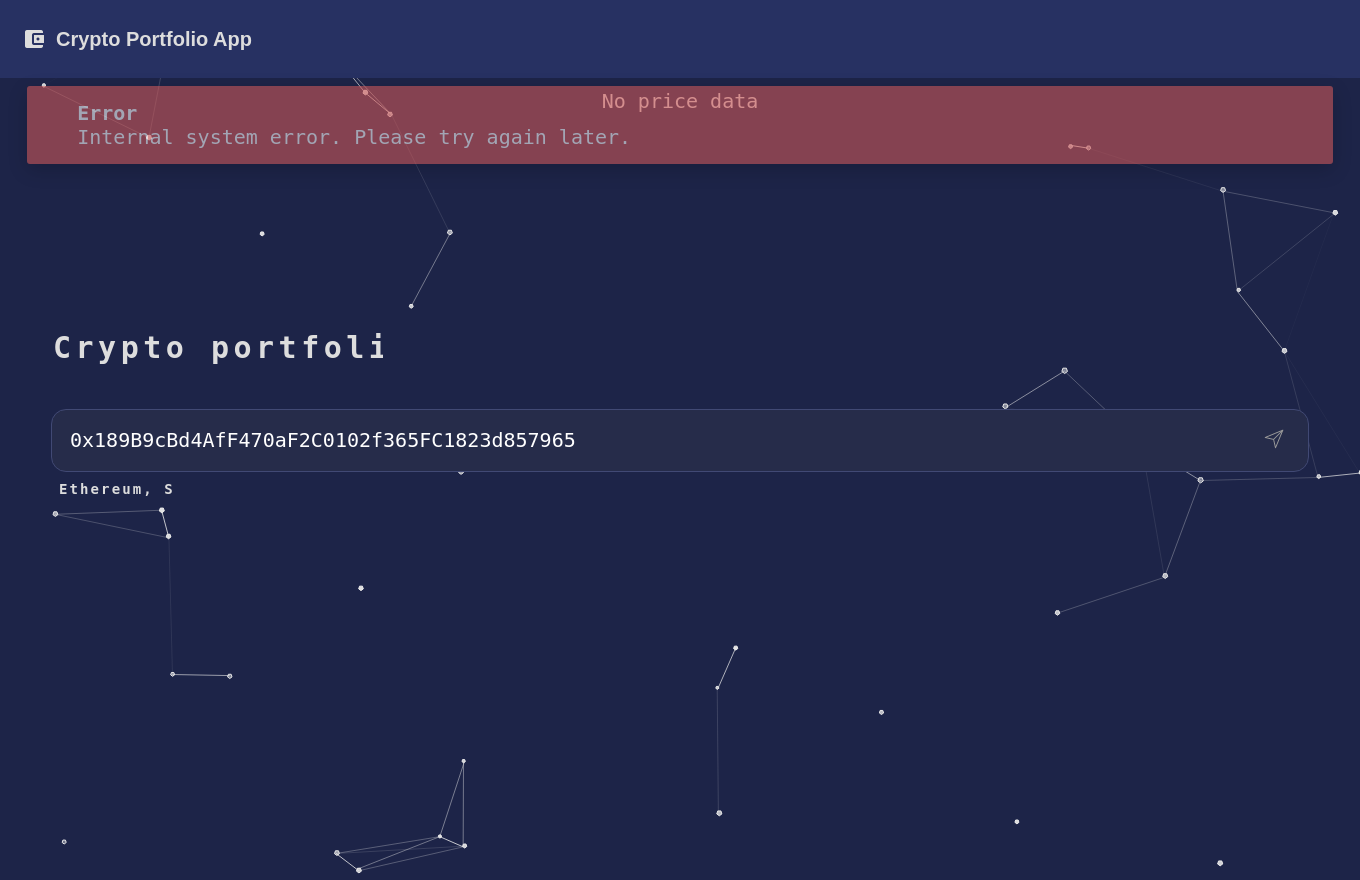 Crypto Portfolio App
No price data
Error
Internal system error. Please try again later.
Crypto portfoli
0x189B9cBd4AfF470aF2C0102f365FC1823d857965
Ethereum, S